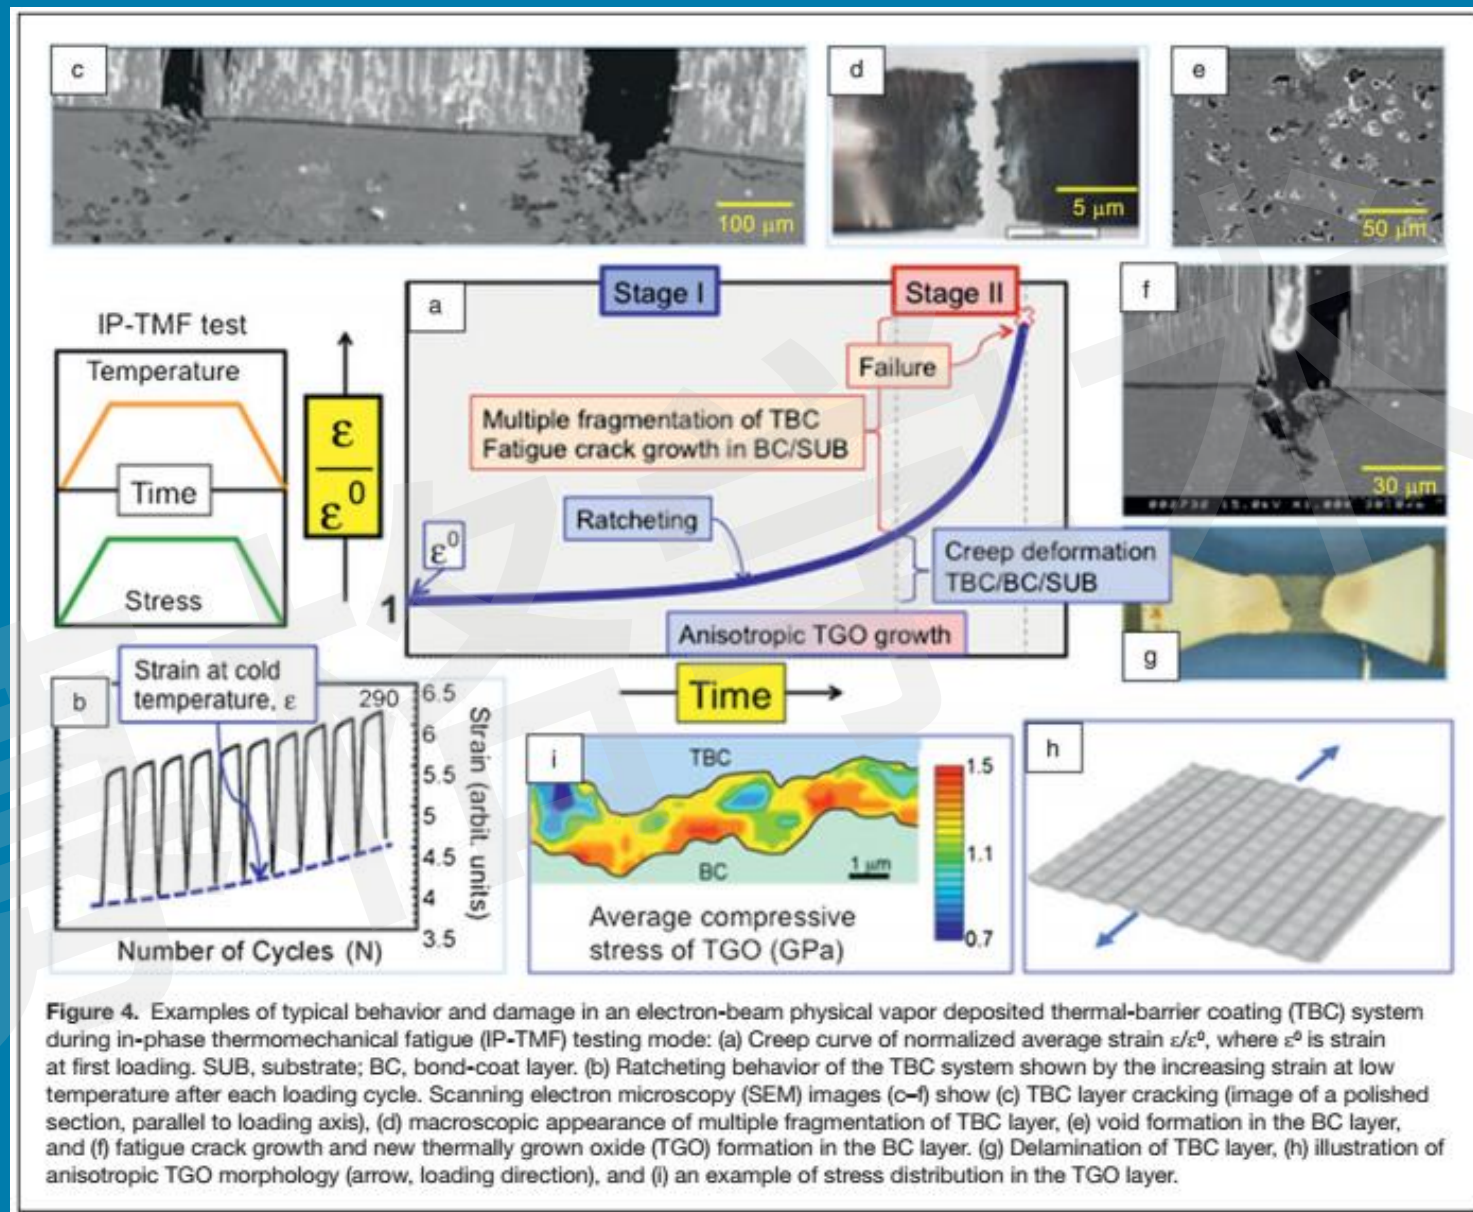 c
100 μm
d
5 μm
e
50 μm
IP-TMF test
Temperature
Time
Stress
ε
ε⁰
a
Stage I
Stage II
Failure
Multiple fragmentation of TBC
Fatigue crack growth in BC/SUB
Ratcheting
ε⁰
1
Creep deformation
TBC/BC/SUB
Anisotropic TGO growth
Time
f
30 μm
g
b
Strain at cold
temperature, ε
290
6.5
6
5.5
5
4.5
4
3.5
Strain (arbit. units)
Number of Cycles (N)
i
TBC
BC
1 μm
1.5
1.1
0.7
Average compressive
stress of TGO (GPa)
h
Figure 4. Examples of typical behavior and damage in an electron-beam physical vapor deposited thermal-barrier coating (TBC) system
during in-phase thermomechanical fatigue (IP-TMF) testing mode: (a) Creep curve of normalized average strain ε/ε⁰, where ε⁰ is strain
at first loading. SUB, substrate; BC, bond-coat layer. (b) Ratcheting behavior of the TBC system shown by the increasing strain at low
temperature after each loading cycle. Scanning electron microscopy (SEM) images (c–f) show (c) TBC layer cracking (image of a polished
section, parallel to loading axis), (d) macroscopic appearance of multiple fragmentation of TBC layer, (e) void formation in the BC layer,
and (f) fatigue crack growth and new thermally grown oxide (TGO) formation in the BC layer. (g) Delamination of TBC layer, (h) illustration of
anisotropic TGO morphology (arrow, loading direction), and (i) an example of stress distribution in the TGO layer.